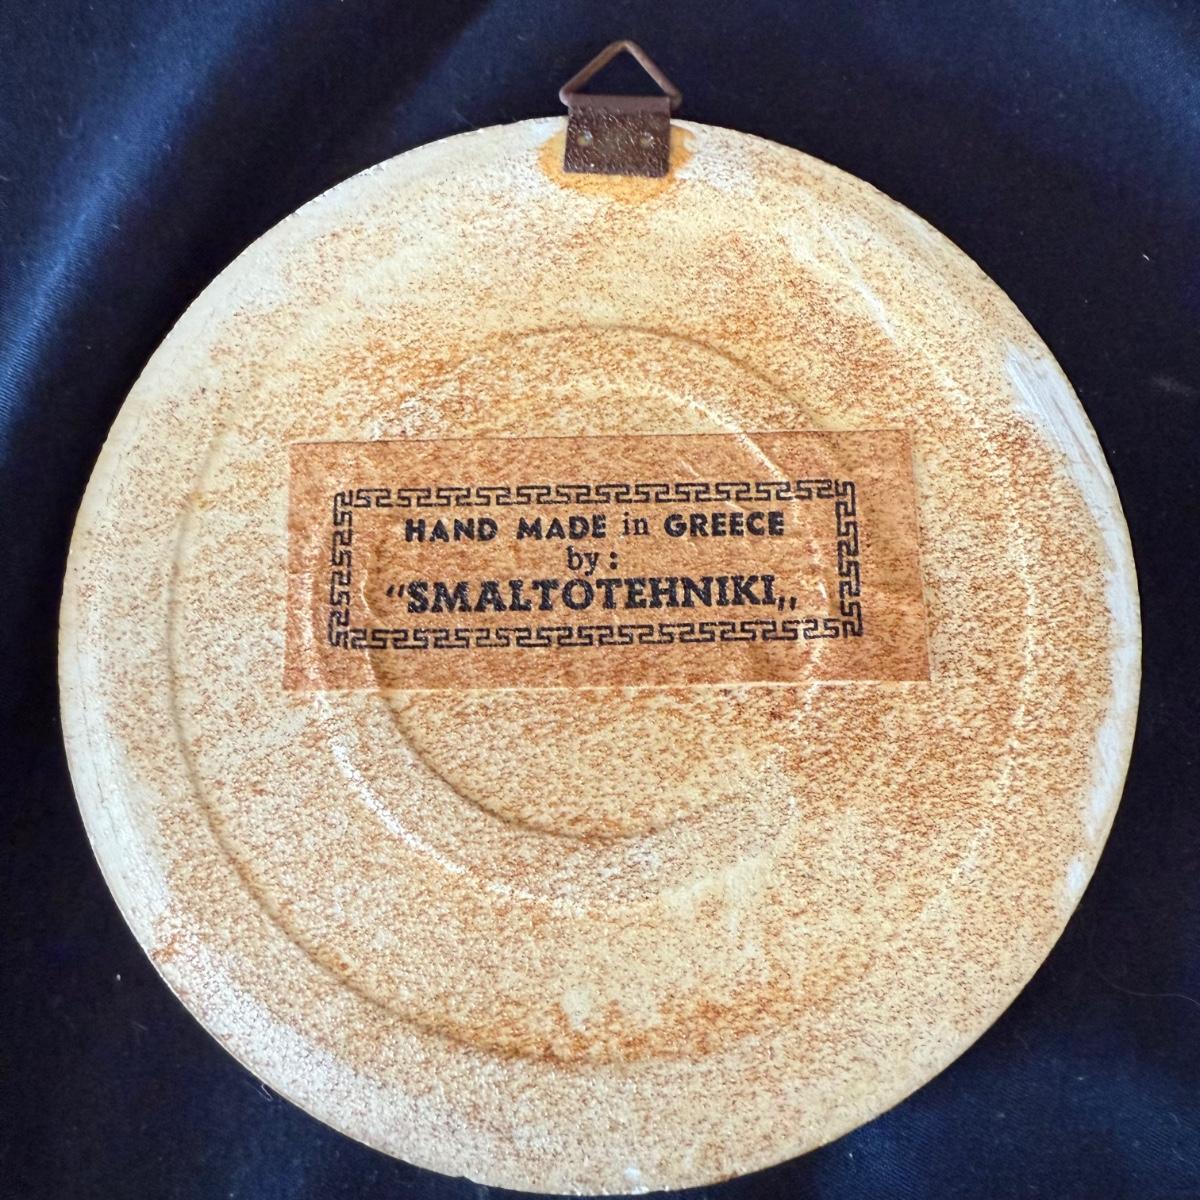 HAND MADE in GREECE
by:
“SMALTOTEHNIKI„